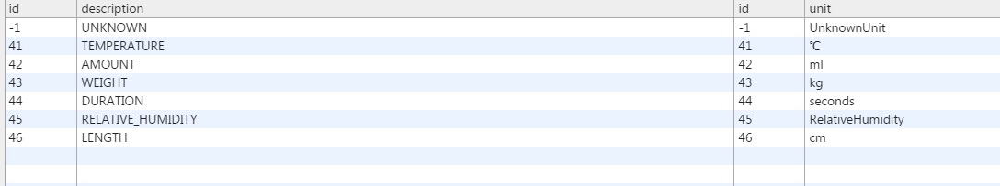 id description id unit
-1 UNKNOWN -1 UnknownUnit
41 TEMPERATURE 41 ℃
42 AMOUNT 42 ml
43 WEIGHT 43 kg
44 DURATION 44 seconds
45 RELATIVE_HUMIDITY 45 RelativeHumidity
46 LENGTH 46 cm